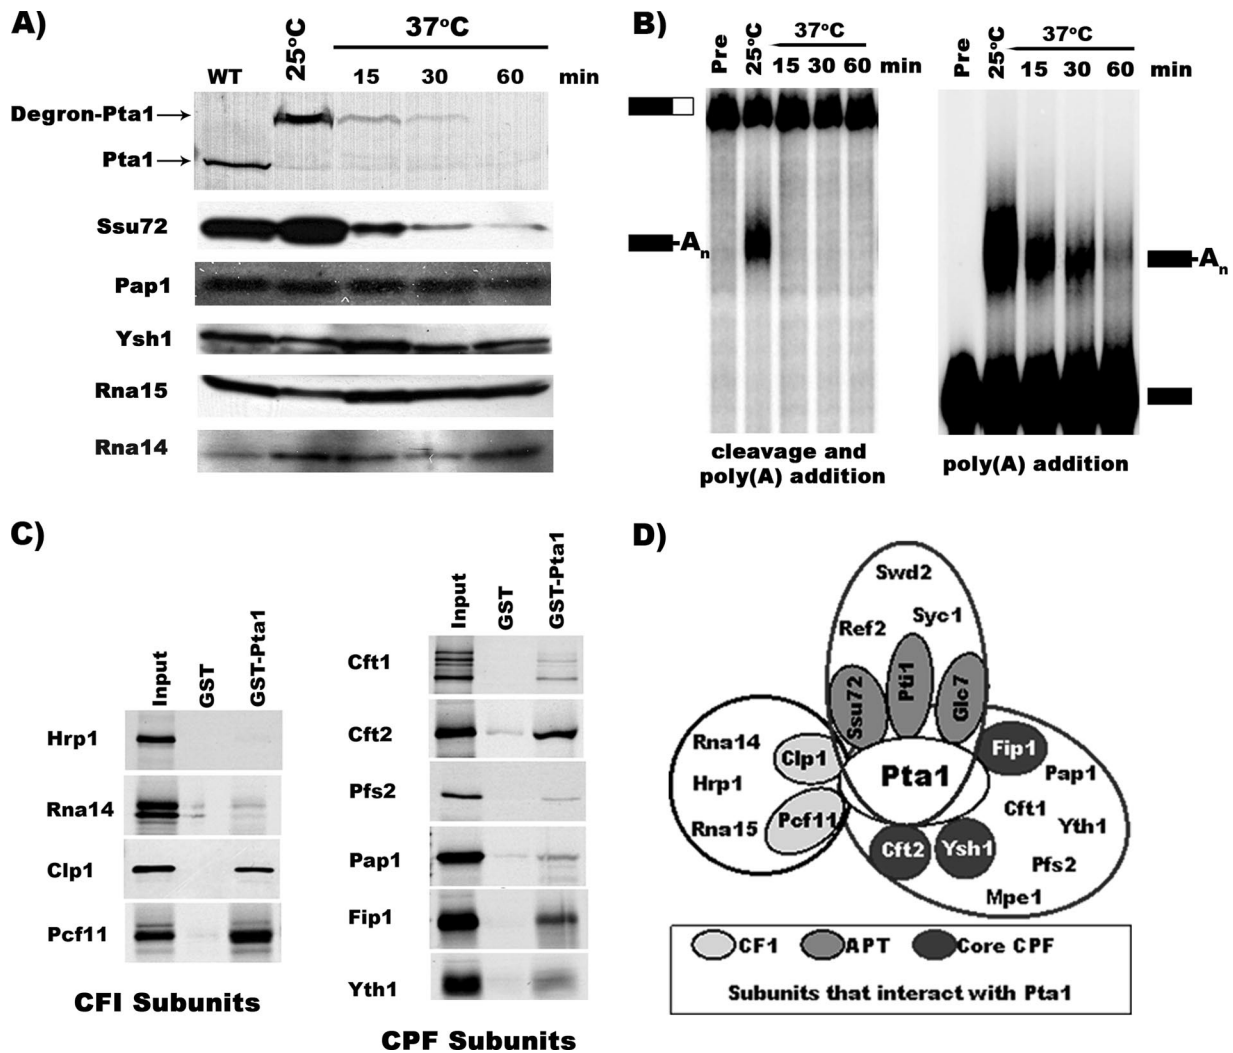 A)
37°C
25°C
WT
15
30
60
min
Degron-Pta1
Pta1
Ssu72
Pap1
Ysh1
Rna15
Rna14
B)
37°C
Pre
25°C
15
30
60
min
-An
cleavage and
poly(A) addition
37°C
Pre
25°C
15
30
60
min
-An
poly(A) addition
C)
Input
GST
GST-Pta1
Hrp1
Rna14
Clp1
Pcf11
CFI Subunits
Input
GST
GST-Pta1
Cft1
Cft2
Pfs2
Pap1
Fip1
Yth1
CPF Subunits
D)
Swd2
Ref2
Syc1
Ssu72
Pti1
Glc7
Rna14
Clp1
Hrp1
Rna15
Pcf11
Pta1
Fip1
Pap1
Cft1
Yth1
Cft2
Ysh1
Pfs2
Mpe1
CF1
APT
Core CPF
Subunits that interact with Pta1